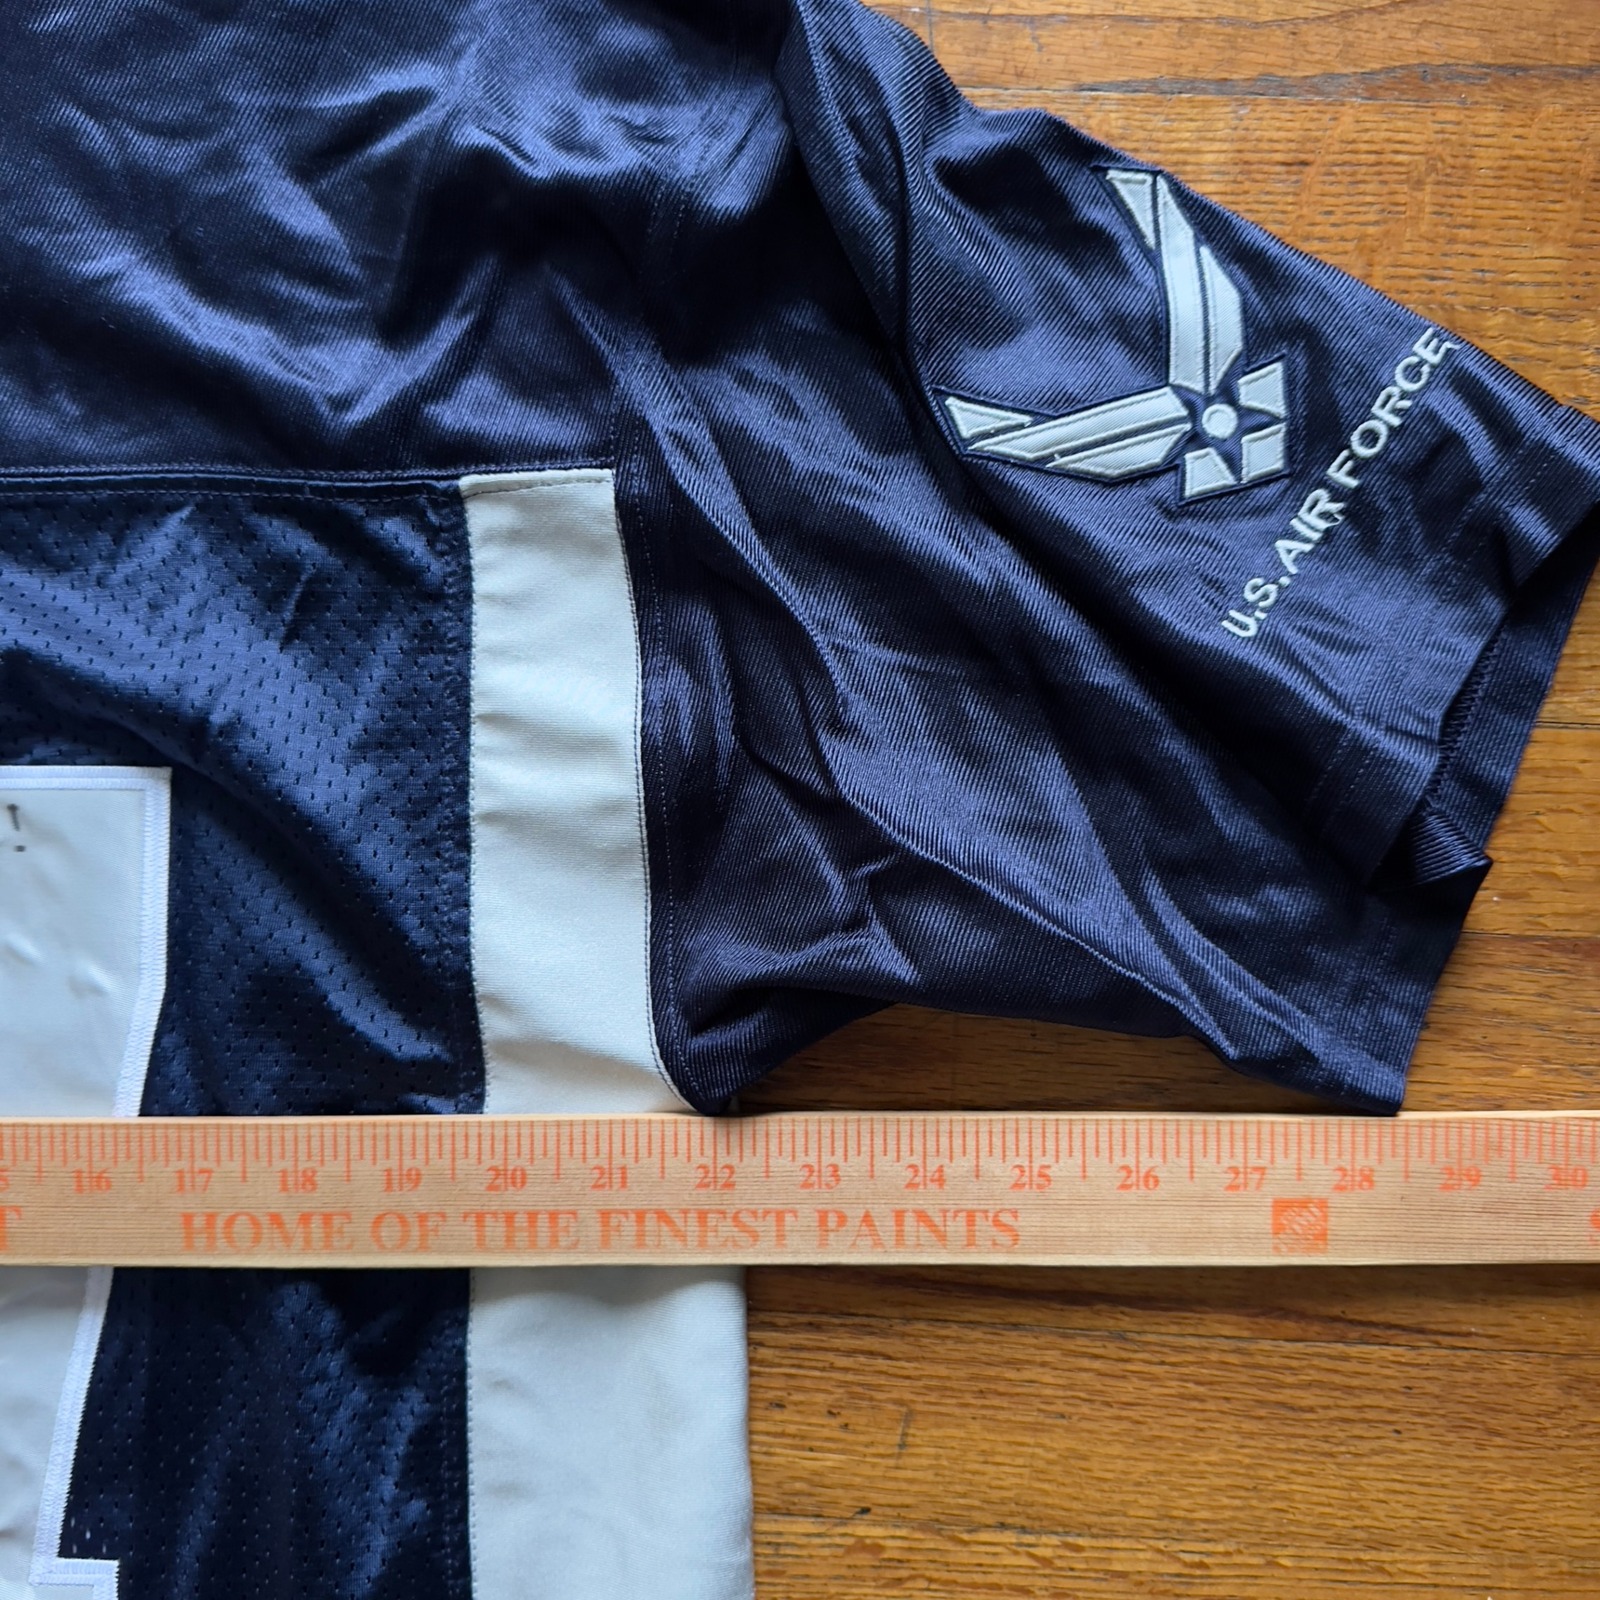 U.S. AIR FORCE
16 17 18 19 20 21 22 23 24 25 26 27 28 29 30
HOME OF THE FINEST PAINTS